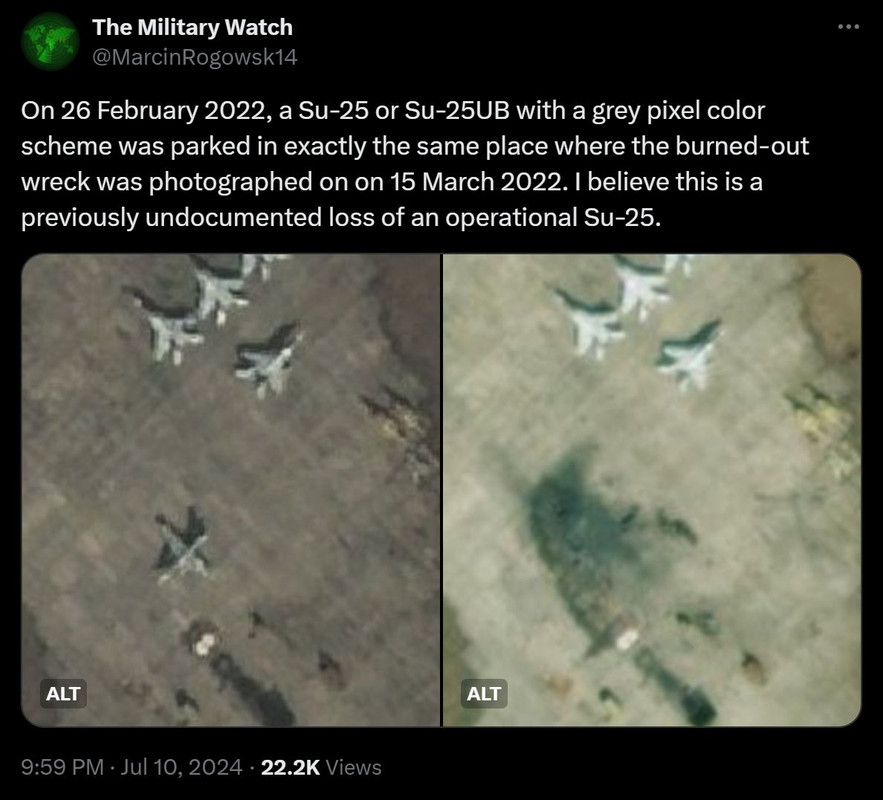 The Military Watch
@MarcinRogowsk14
On 26 February 2022, a Su-25 or Su-25UB with a grey pixel color
scheme was parked in exactly the same place where the burned-out
wreck was photographed on on 15 March 2022. I believe this is a
previously undocumented loss of an operational Su-25.
ALT
ALT
9:59 PM · Jul 10, 2024 · 22.2K Views